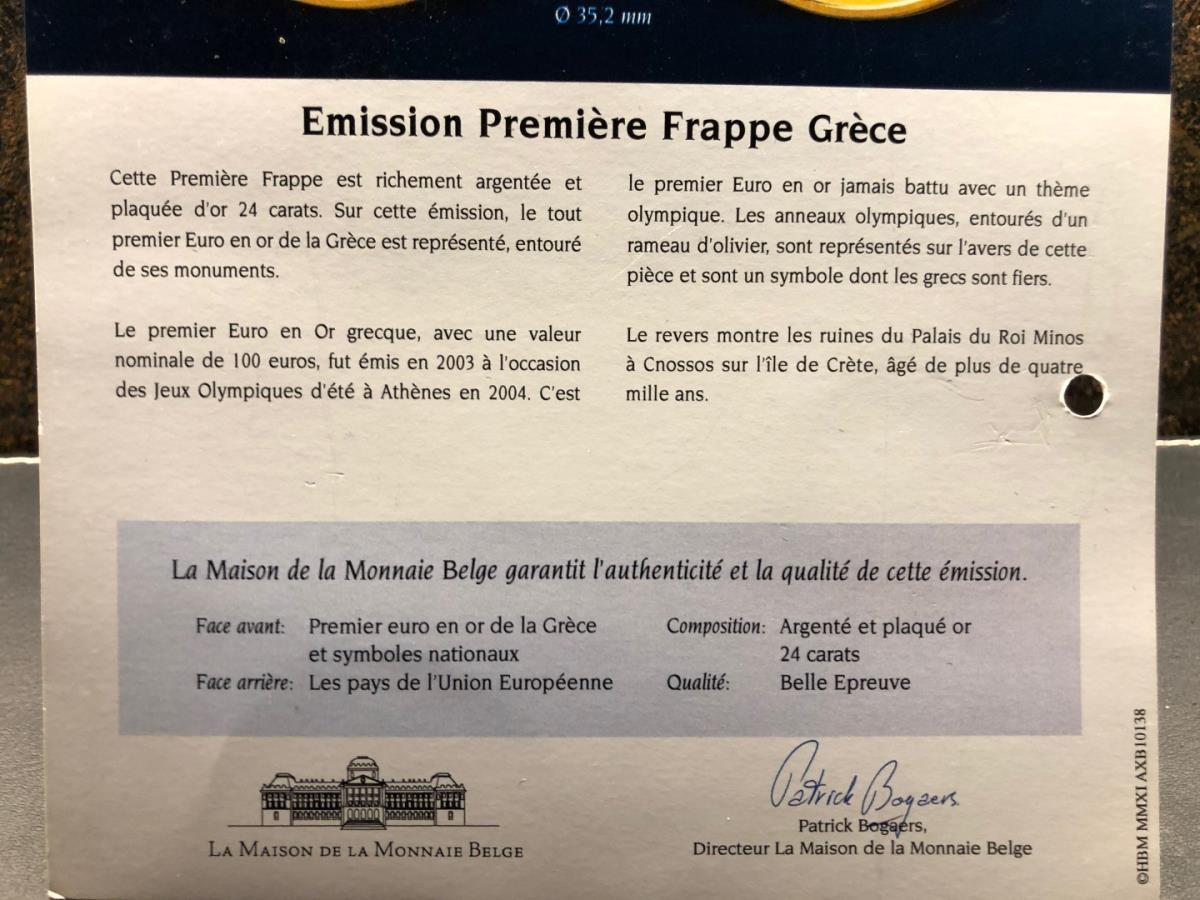 Ø 35,2 mm
Emission Première Frappe Grèce
Cette Première Frappe est richement argentée et
plaquée d'or 24 carats. Sur cette émission, le tout
premier Euro en or de la Grèce est représenté, entouré
de ses monuments.
Le premier Euro en Or grecque, avec une valeur
nominale de 100 euros, fut émis en 2003 à l'occasion
des Jeux Olympiques d'été à Athènes en 2004. C'est
le premier Euro en or jamais battu avec un thème
olympique. Les anneaux olympiques, entourés d'un
rameau d'olivier, sont représentés sur l'avers de cette
pièce et sont un symbole dont les grecs sont fiers.
Le revers montre les ruines du Palais du Roi Minos
à Cnossos sur l'île de Crète, âgé de plus de quatre
mille ans.
La Maison de la Monnaie Belge garantit l'authenticité et la qualité de cette émission.
Face avant: Premier euro en or de la Grèce
et symboles nationaux
Face arrière: Les pays de l'Union Européenne
Composition: Argenté et plaqué or
24 carats
Qualité: Belle Epreuve
LA MAISON DE LA MONNAIE BELGE
Patrick Bogaers
Patrick Bogaers,
Directeur La Maison de la Monnaie Belge
©HBM MMXI AXB10138